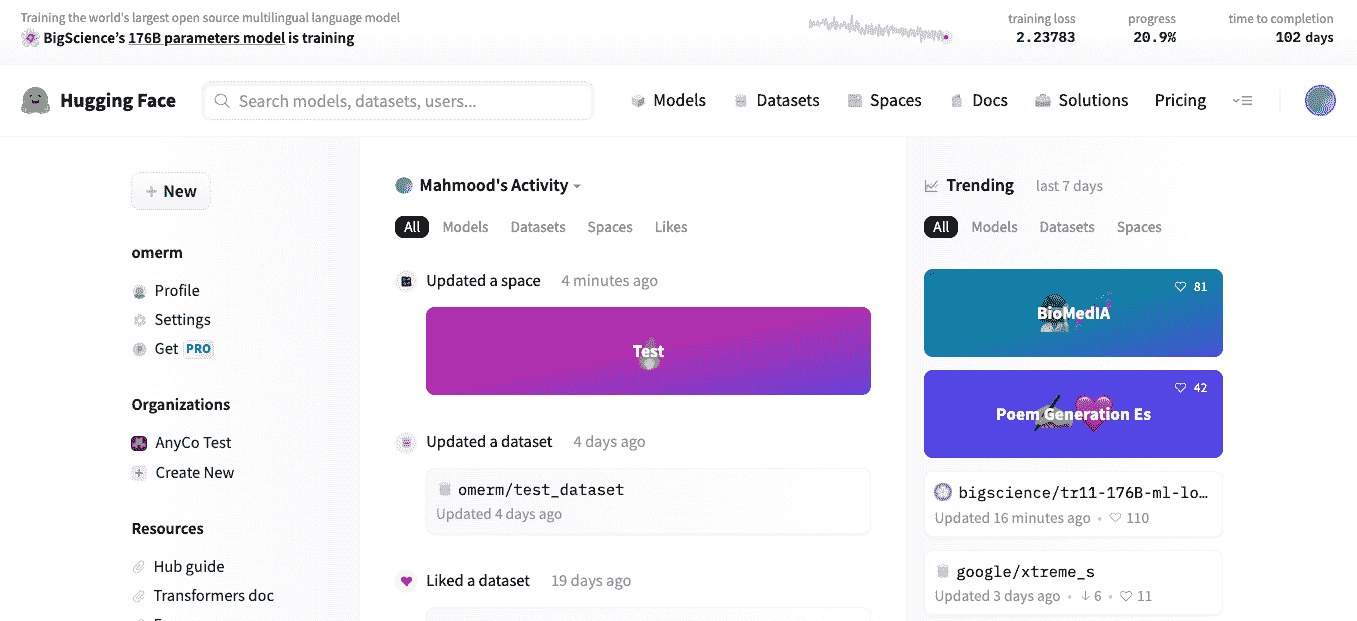 Training the world's largest open source multilingual language model
BigScience's 176B parameters model is training
training loss
2.23783
progress
20.9%
time to completion
102 days
Hugging Face
Search models, datasets, users...
Models
Datasets
Spaces
Docs
Solutions
Pricing
+ New
omerm
Profile
Settings
Get PRO
Organizations
AnyCo Test
Create New
Resources
Hub guide
Transformers doc
Mahmood's Activity
All Models Datasets Spaces Likes
Updated a space 4 minutes ago
Test
Updated a dataset 4 days ago
omerm/test_dataset
Updated 4 days ago
Liked a dataset 19 days ago
Trending last 7 days
All Models Datasets Spaces
81
BioMedIA
42
Poem Generation Es
bigscience/tr11-176B-ml-lo…
Updated 16 minutes ago • 110
google/xtreme_s
Updated 3 days ago • ↓ 6 • 11